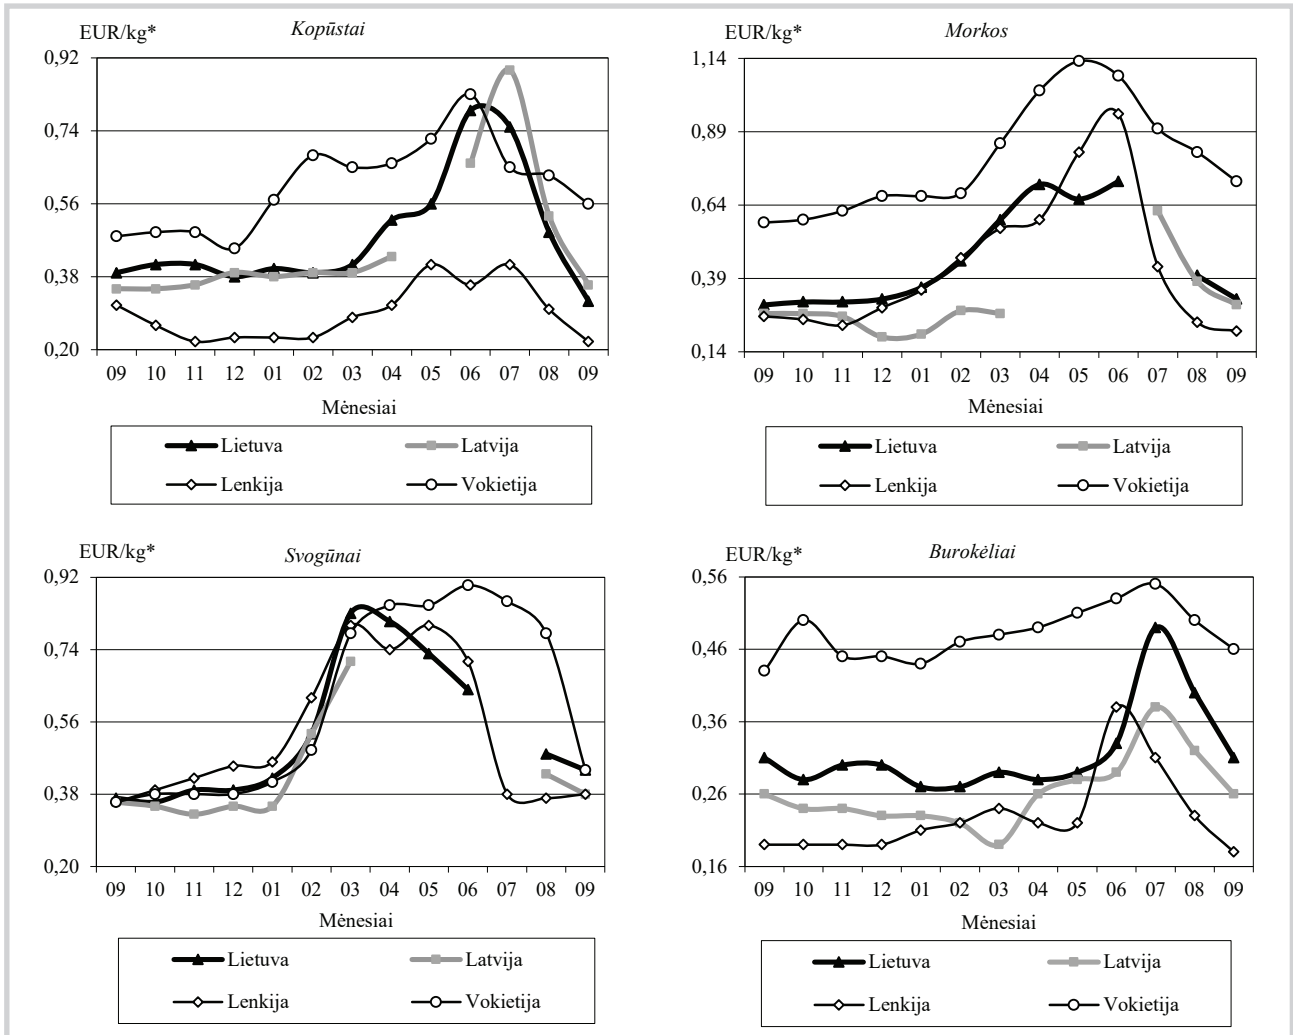 EUR/kg*
Kopūstai
0,92
0,74
0,56
0,38
0,20
09 10 11 12 01 02 03 04 05 06 07 08 09
Mėnesiai
Lietuva Latvija
Lenkija Vokietija
EUR/kg*
Morkos
1,14
0,89
0,64
0,39
0,14
09 10 11 12 01 02 03 04 05 06 07 08 09
Mėnesiai
Lietuva Latvija
Lenkija Vokietija
EUR/kg*
Svogūnai
0,92
0,74
0,56
0,38
0,20
09 10 11 12 01 02 03 04 05 06 07 08 09
Mėnesiai
Lietuva Latvija
Lenkija Vokietija
EUR/kg*
Burokėliai
0,56
0,46
0,36
0,26
0,16
09 10 11 12 01 02 03 04 05 06 07 08 09
Mėnesiai
Lietuva Latvija
Lenkija Vokietija